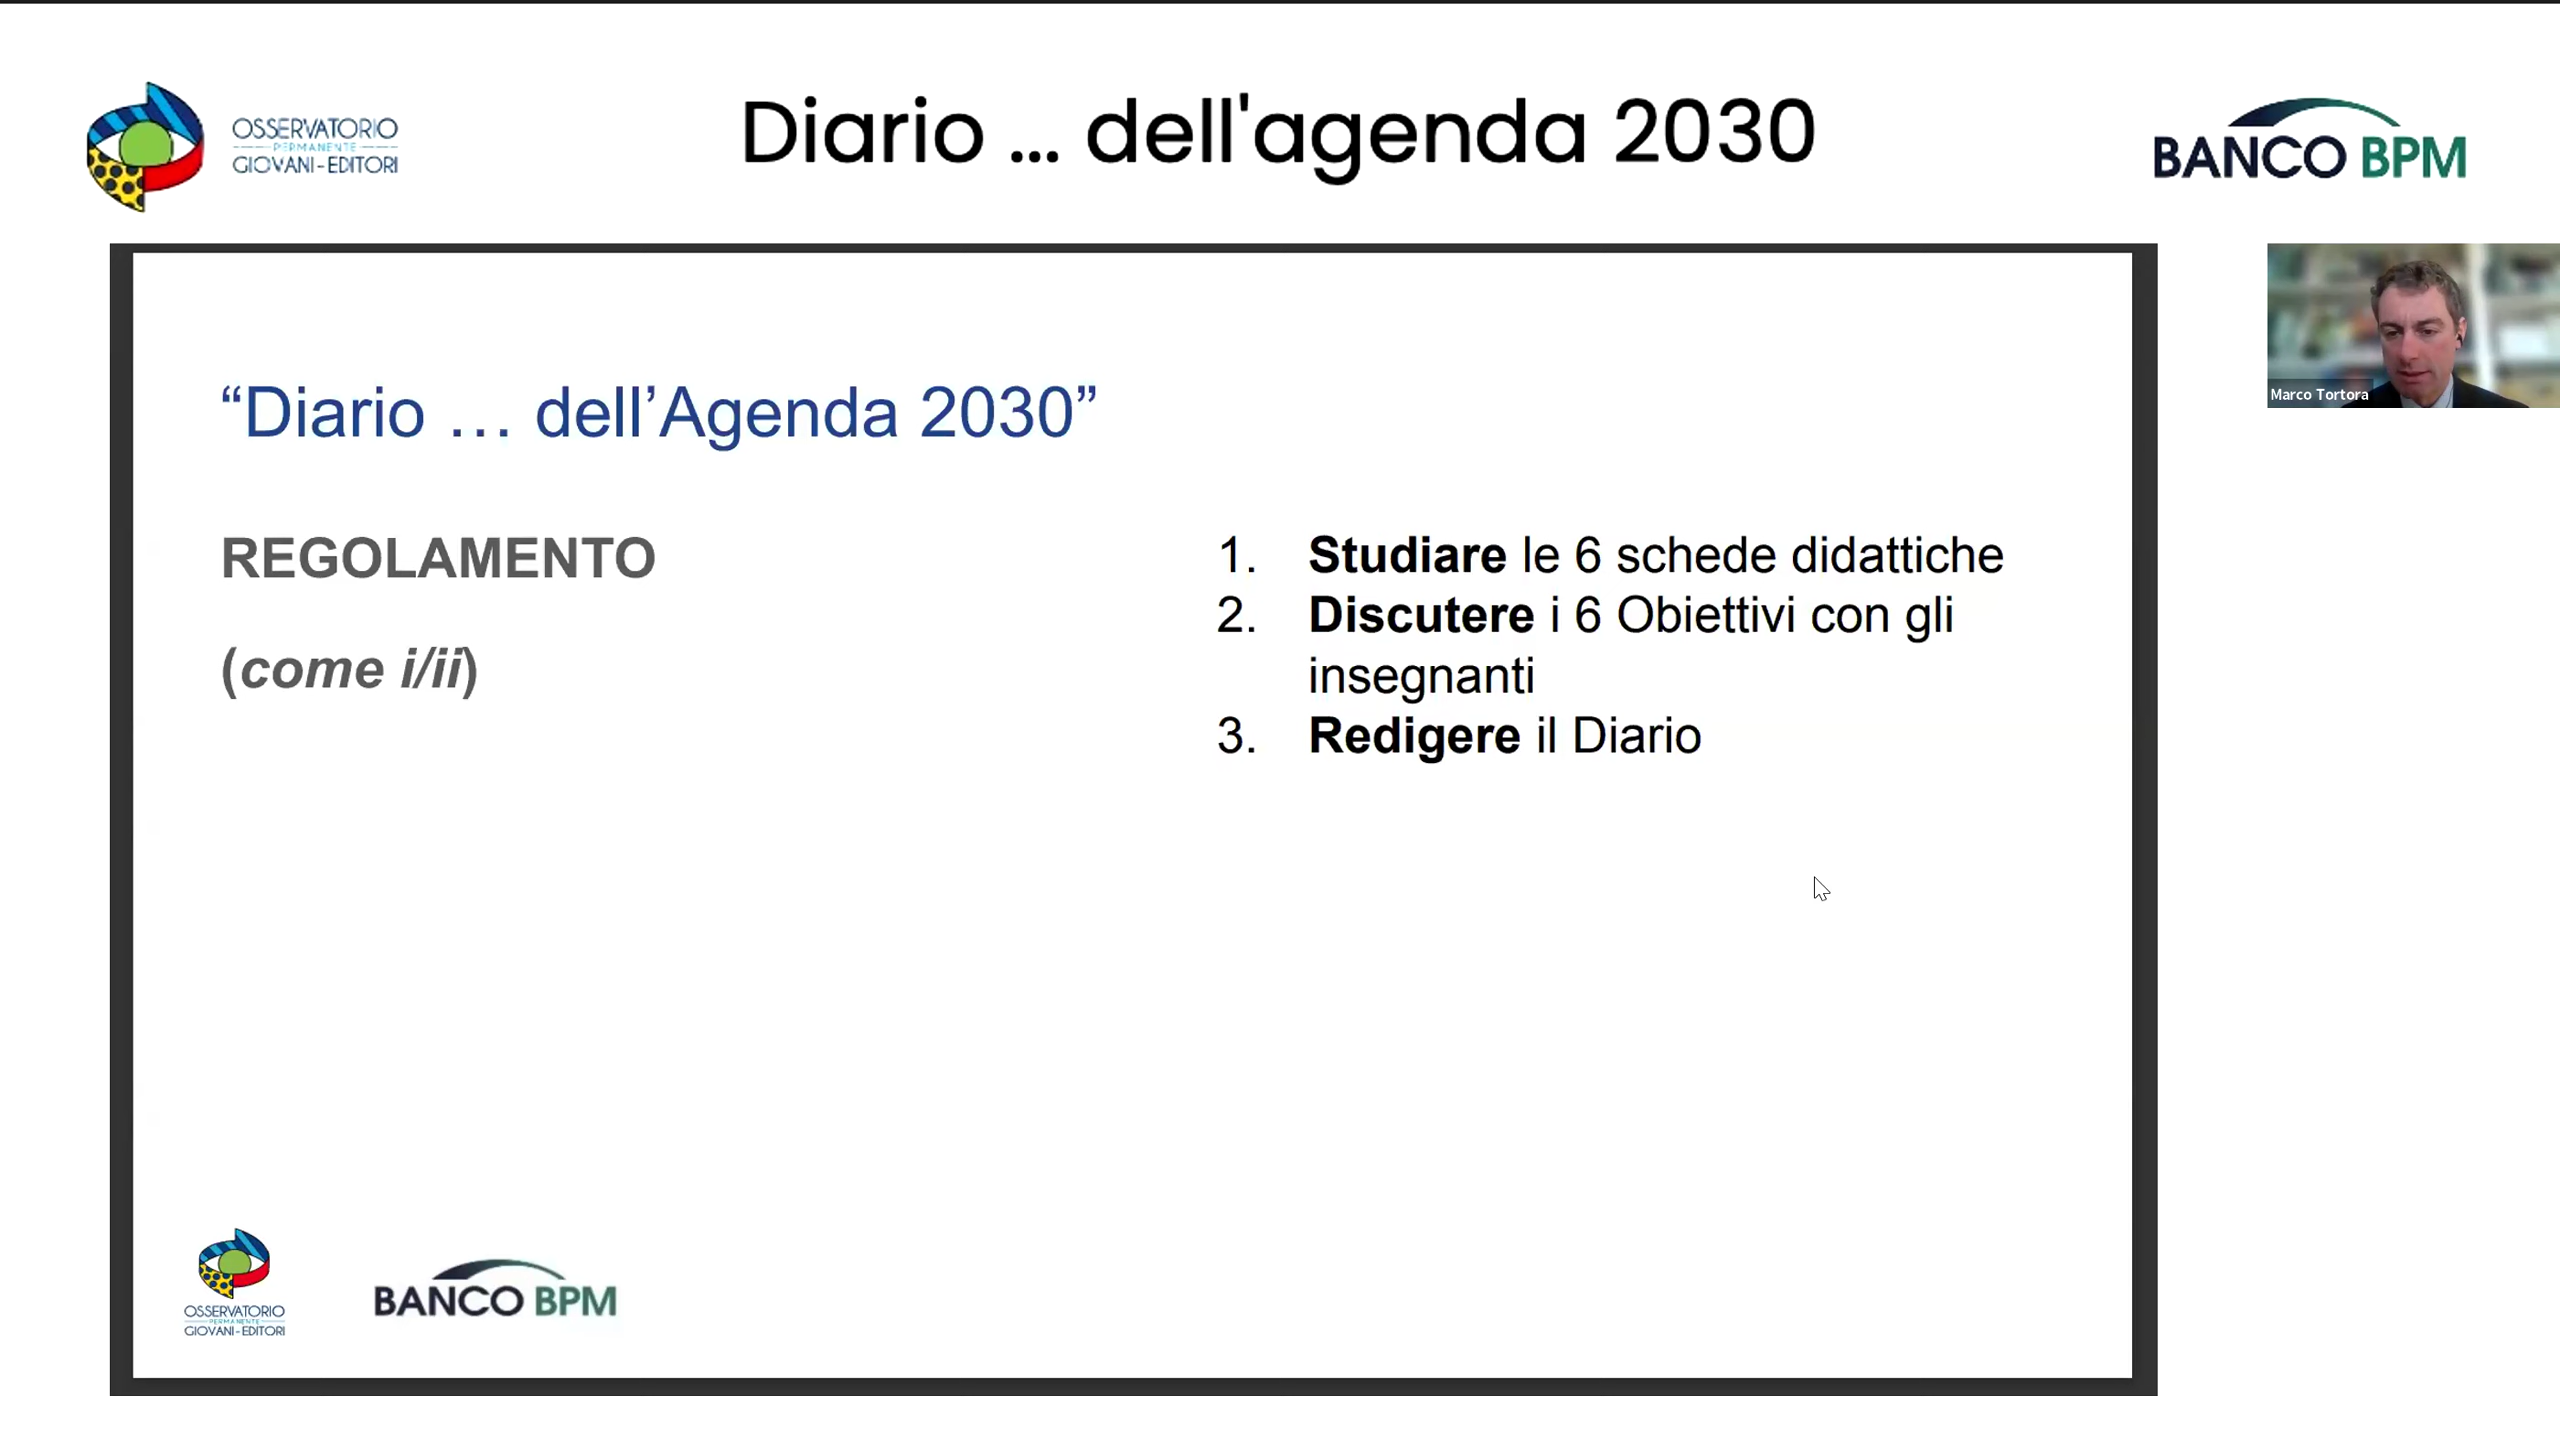 OSSERVATORIO
PERMANENTE
GIOVANI-EDITORI
Diario ... dell'agenda 2030
BANCO BPM
Marco Tortora
“Diario … dell’Agenda 2030”
REGOLAMENTO
(come i/ii)
1. Studiare le 6 schede didattiche
2. Discutere i 6 Obiettivi con gli
insegnanti
3. Redigere il Diario
OSSERVATORIO
PERMANENTE
GIOVANI-EDITORI
BANCO BPM